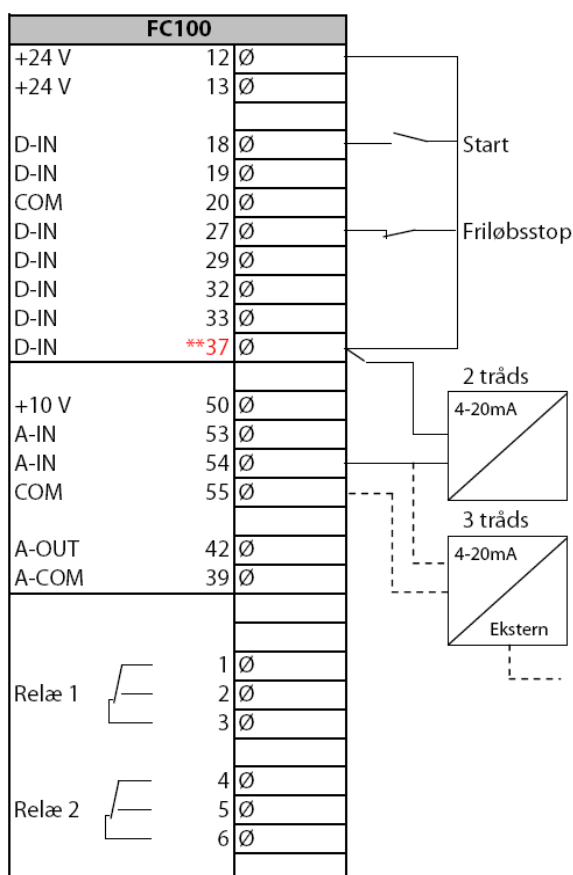 FC100
+24 V 12 Ø
+24 V 13 Ø
D-IN 18 Ø Start
D-IN 19 Ø
COM 20 Ø
D-IN 27 Ø Friløbsstop
D-IN 29 Ø
D-IN 32 Ø
D-IN 33 Ø
D-IN **37 Ø
2 tråds
+10 V 50 Ø 4-20mA
A-IN 53 Ø
A-IN 54 Ø
COM 55 Ø
3 tråds
A-OUT 42 Ø 4-20mA
A-COM 39 Ø
Ekstern
1 Ø
Relæ 1 2 Ø
3 Ø
4 Ø
Relæ 2 5 Ø
6 Ø